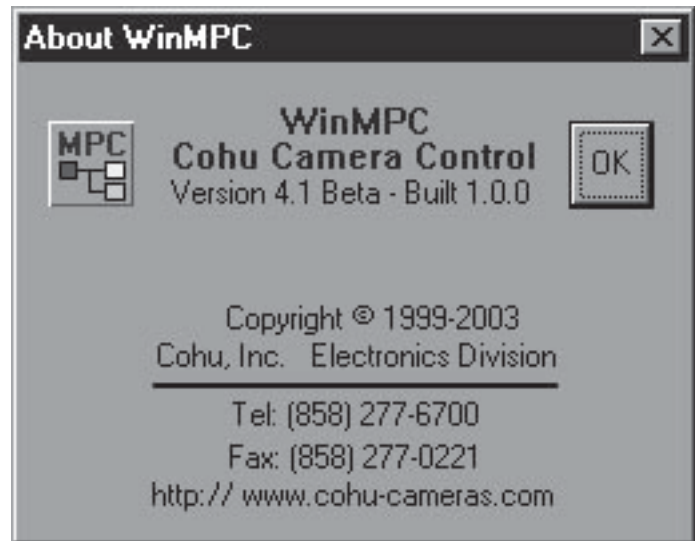 About WinMPC
MPC
WinMPC
Cohu Camera Control
Version 4.1 Beta - Built 1.0.0
OK
Copyright © 1999-2003
Cohu, Inc.   Electronics Division
Tel: (858) 277-6700
Fax: (858) 277-0221
http:// www.cohu-cameras.com